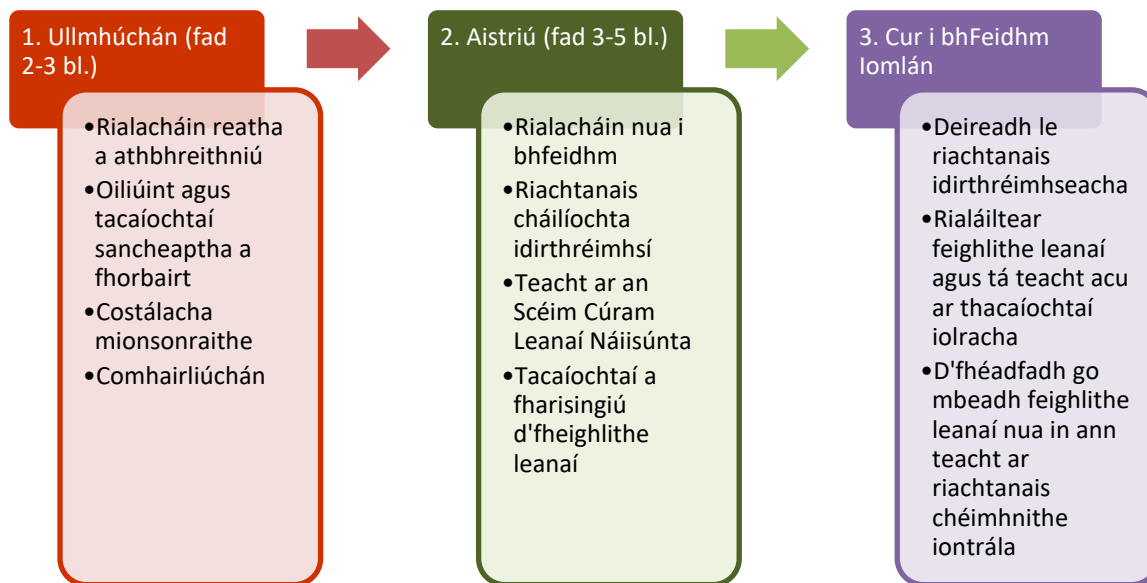 1. Ullmhúchán (fad
2-3 bl.)
•Rialacháin reatha
a athbhreithniú
•Oiliúint agus
tacaíochtaí
sancheaptha a
fhorbairt
•Costálacha
mionsonraithe
•Comhairliúchán
2. Aistriú (fad 3-5 bl.)
•Rialacháin nua i
bhfeidhm
•Riachtanais
cháilíochta
idirthréimhsí
•Teacht ar an
Scéim Cúram
Leanaí Náiisúnta
•Tacaíochtaí a
fharisingiú
d'fheighlithe
leanaí
3. Cur i bhFeidhm
Iomlán
•Deireadh le
riachtanais
idirthréimhseacha
•Rialáiltear
feighlithe leanaí
agus tá teacht acu
ar thacaíochtaí
iolracha
•D'fhéadfadh go
mbeadh feighlithe
leanaí nua in ann
teacht ar
riachtanais
chéimnithe
iontrála